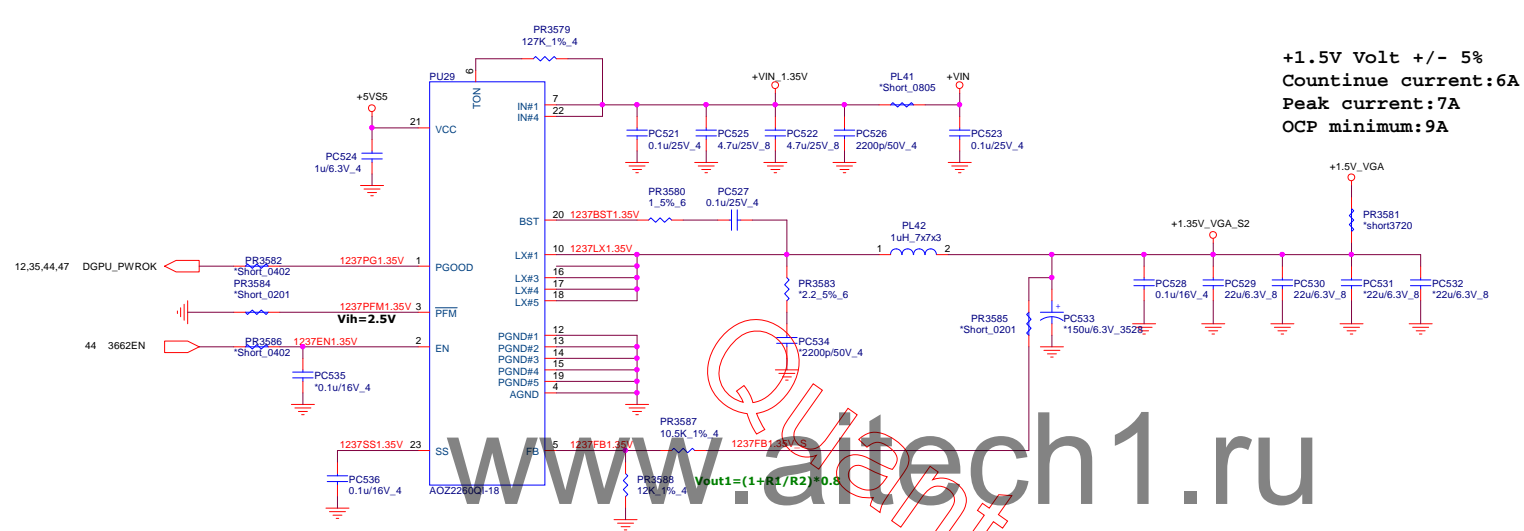 PR3579
127K_1%_4
+1.5V Volt +/- 5%
Countinue current:6A
Peak current:7A
OCP minimum:9A
PU29
6
TON
+5VS5
21
VCC
PC524
1u/6.3V_4
7
IN#1
22
IN#4
+VIN_1.35V
PL41
*Short_0805
+VIN
PC521
0.1u/25V_4
PC525
4.7u/25V_8
PC522
4.7u/25V_8
PC526
2200p/50V_4
PC523
0.1u/25V_4
+1.5V_VGA
PR3581
*short3720
PR3580
1_5%_6
PC527
0.1u/25V_4
BST
20
1237BST1.35V
LX#1
10
1237LX1.35V
LX#3
16
LX#4
17
LX#5
18
PL42
1uH_7x7x3
1
2
+1.35V_VGA_S2
12,35,44,47
DGPU_PWROK
PR3582
*Short_0402
1237PG1.35V
1
PGOOD
PR3584
*Short_0201
1237PFM1.35V
3
PFM
Vih=2.5V
44
3662EN
PR3586
*Short_0402
1237EN1.35V
2
EN
PC535
*0.1u/16V_4
PR3583
*2.2_5%_6
PC534
*2200p/50V_4
PR3585
*Short_0201
PC533
*150u/6.3V_3528
PC528
0.1u/16V_4
PC529
22u/6.3V_8
PC530
22u/6.3V_8
PC531
*22u/6.3V_8
PC532
*22u/6.3V_8
PGND#1
12
PGND#2
13
PGND#3
14
PGND#4
15
PGND#5
19
AGND
4
1237SS1.35V
23
SS
PC536
0.1u/16V_4
FB
5
1237FB1.35V
PR3587
10.5K_1%_4
1237FB1.35V_S
PR3588
12K_1%_4
Vout1=(1+R1/R2)*0.8
AOZ2260QI-18
www.aitech1.ru
Quant